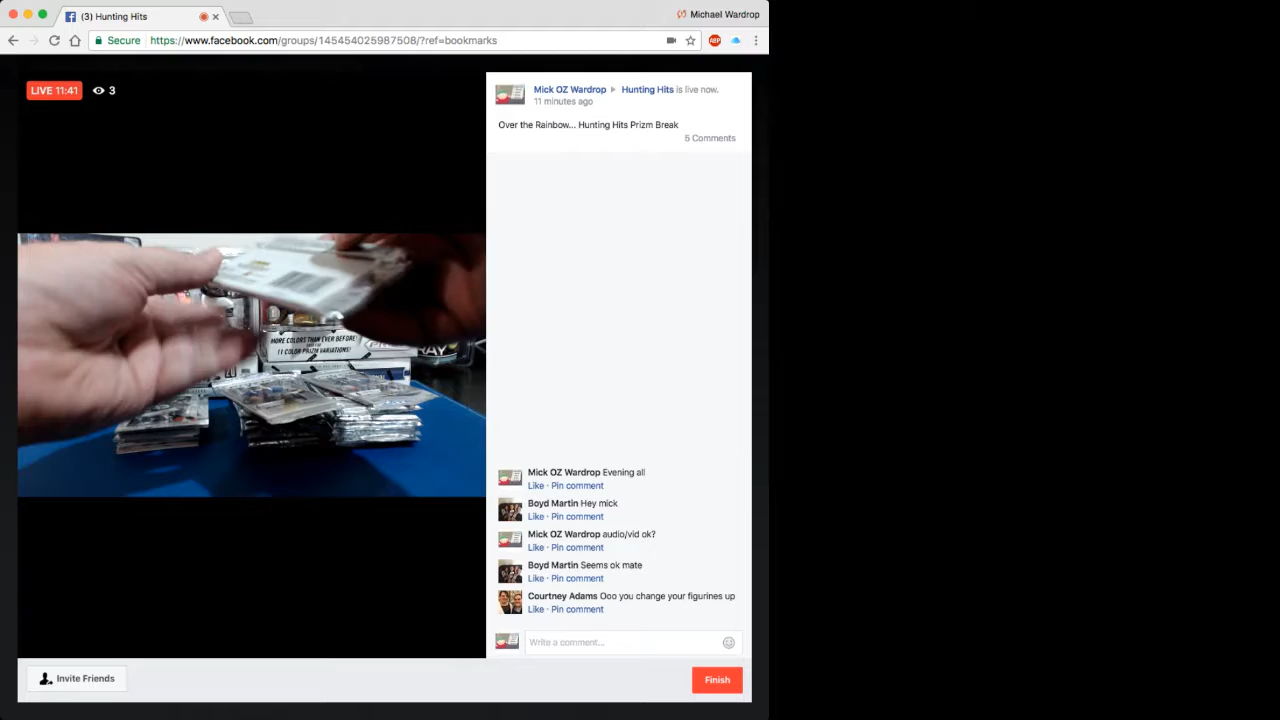 (3) Hunting Hits
Michael Wardrop
Secure https://www.facebook.com/groups/145454025987508/?ref=bookmarks
ABP
LIVE 11:41 3
Mick OZ Wardrop Hunting Hits is live now.
11 minutes ago
Over the Rainbow... Hunting Hits Prizm Break
5 Comments
MORE COLORS THAN EVER BEFORE!
11 COLOR PRIZM VARIATIONS!
RAY
Mick OZ Wardrop Evening all
Like · Pin comment
Boyd Martin Hey mick
Like · Pin comment
Mick OZ Wardrop audio/vid ok?
Like · Pin comment
Boyd Martin Seems ok mate
Like · Pin comment
Courtney Adams Ooo you change your figurines up
Like · Pin comment
Write a comment...
Invite Friends
Finish